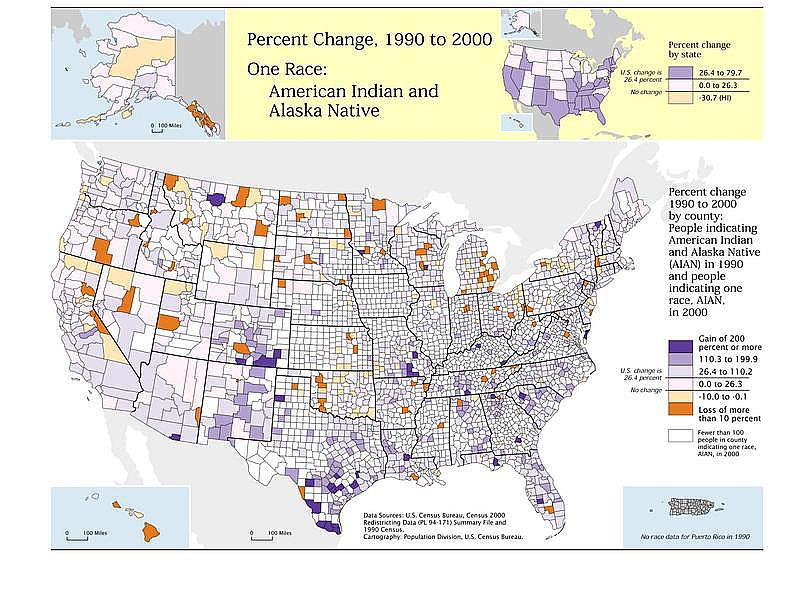 Percent Change, 1990 to 2000
One Race:
American Indian and
Alaska Native
0 100 Miles
Percent change
by state
U.S. change is
26.4 percent
No change
26.4 to 79.7
0.0 to 26.3
-30.7 (HI)
Percent change
1990 to 2000
by county:
People indicating
American Indian
and Alaska Native
(AIAN) in 1990
and people
indicating one
race, AIAN,
in 2000
Gain of 200
percent or more
110.3 to 199.9
26.4 to 110.2
0.0 to 26.3
-10.0 to -0.1
Loss of more
than 10 percent
U.S. change is
26.4 percent
No change
Fewer than 100
people in county
indicating one race,
AIAN, in 2000
0 100 Miles
0 100 Miles
Data Sources: U.S. Census Bureau, Census 2000
Redistricting Data (PL 94-171) Summary File and
1990 Census.
Cartography: Population Division, U.S. Census Bureau.
No race data for Puerto Rico in 1990